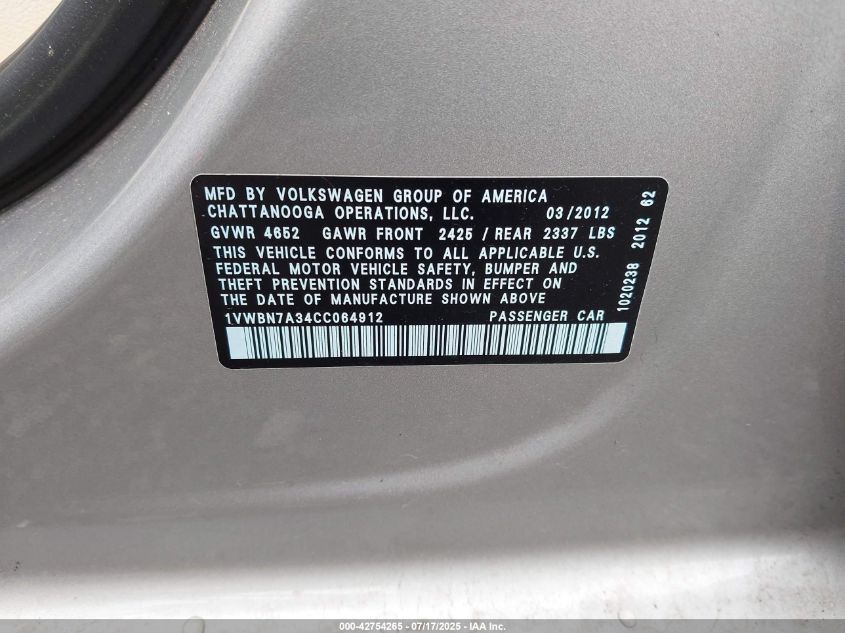 MFD BY VOLKSWAGEN GROUP OF AMERICA
CHATTANOOGA OPERATIONS, LLC. 03/2012
GVWR 4652 GAWR FRONT 2425 / REAR 2337 LBS
THIS VEHICLE CONFORMS TO ALL APPLICABLE U.S.
FEDERAL MOTOR VEHICLE SAFETY, BUMPER AND
THEFT PREVENTION STANDARDS IN EFFECT ON
THE DATE OF MANUFACTURE SHOWN ABOVE
1VWBN7A34CC064912 PASSENGER CAR
1020238 2012 62
000-42754265 - 07/17/2025 - IAA Inc.